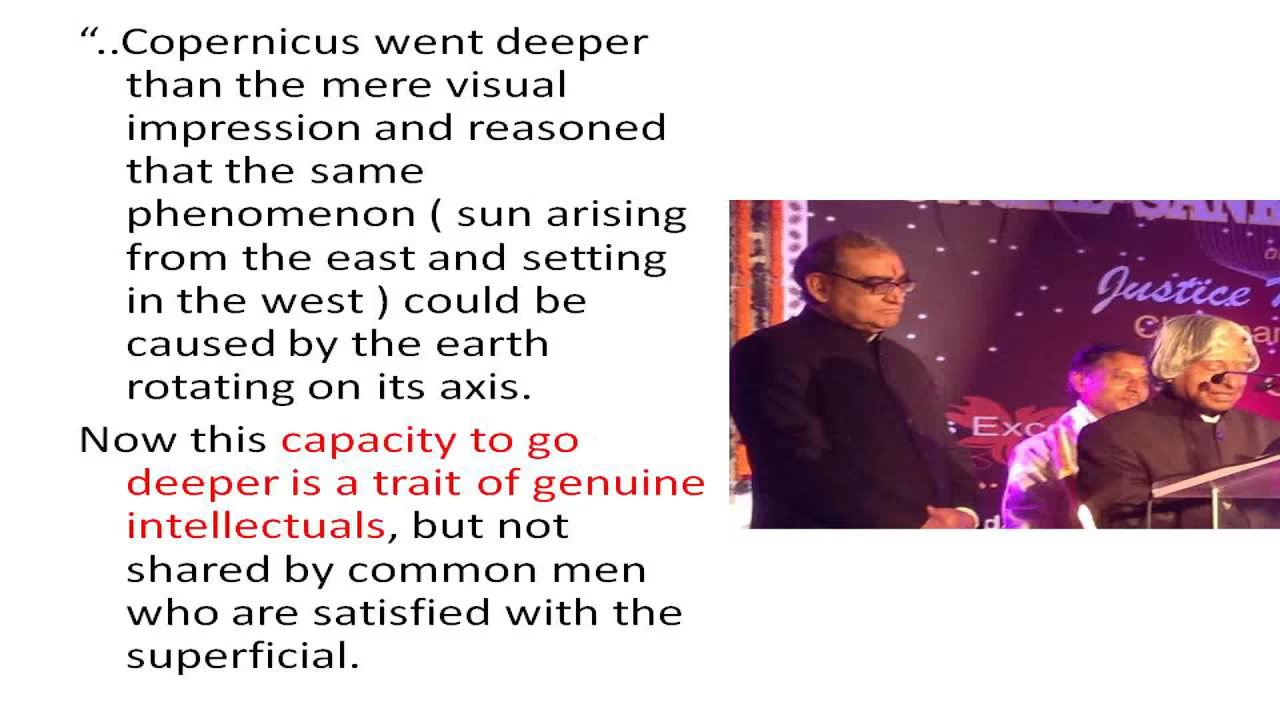 “..Copernicus went deeper
than the mere visual
impression and reasoned
that the same
phenomenon ( sun arising
from the east and setting
in the west ) could be
caused by the earth
rotating on its axis.
Now this capacity to go
deeper is a trait of genuine
intellectuals, but not
shared by common men
who are satisfied with the
superficial.
Justice